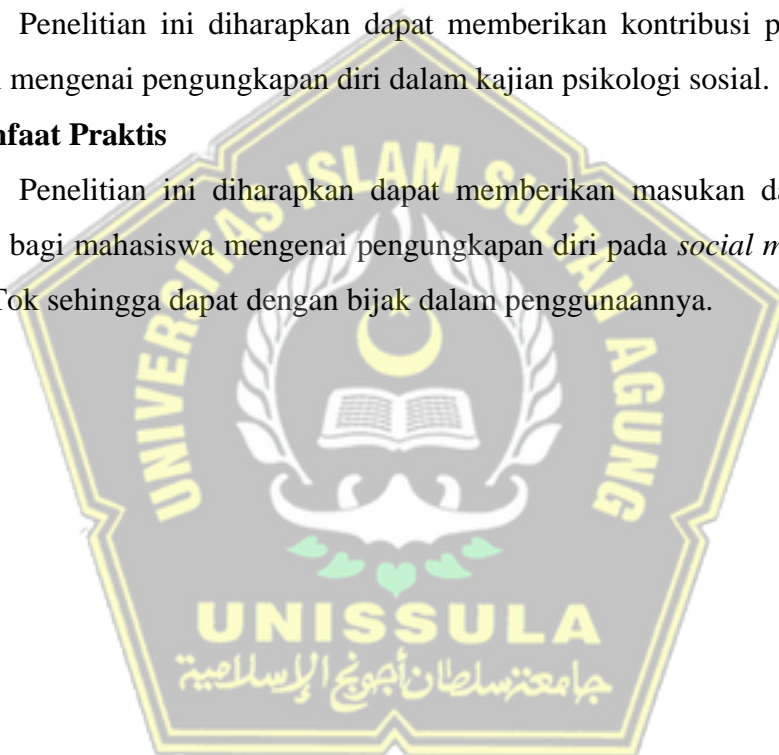 Penelitian ini diharapkan dapat memberikan kontribusi
mengenai pengungkapan diri dalam kajian psikologi sosial.
Praktis
Penelitian ini diharapkan dapat memberikan masukan
bagi mahasiswa mengenai pengungkapan diri pada social
Tok sehingga dapat dengan bijak dalam penggunaannya.
UNIVERSITAS ISLAM SULTAN AGUNG
UNISSULA
جامعة سلطان أجونج الإسلامية